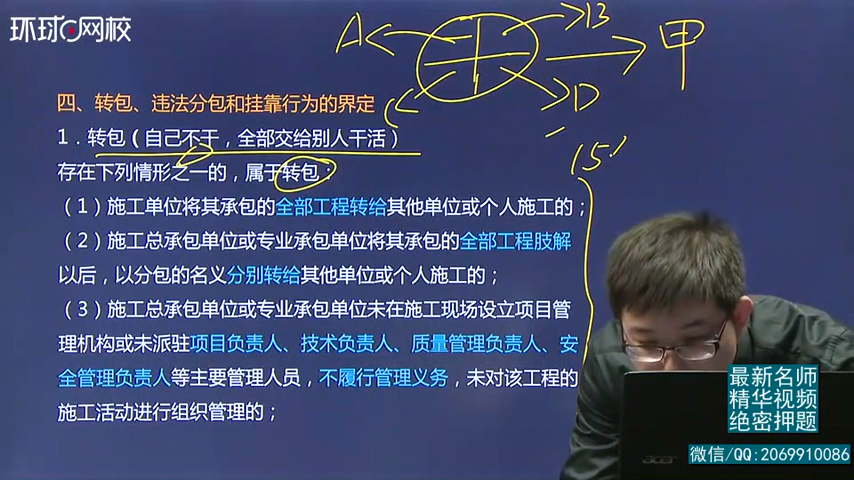 环球网校
A
B
甲
D
15'
四、转包、违法分包和挂靠行为的界定
1．转包（自己不干，全部交给别人干活）
存在下列情形之一的，属于转包：
（1）施工单位将其承包的全部工程转给其他单位或个人施工的；
（2）施工总承包单位或专业承包单位将其承包的全部工程肢解
以后，以分包的名义分别转给其他单位或个人施工的；
（3）施工总承包单位或专业承包单位未在施工现场设立项目管
理机构或未派驻项目负责人、技术负责人、质量管理负责人、安
全管理负责人等主要管理人员，不履行管理义务，未对该工程的
施工活动进行组织管理的；
acer
最新名师
精华视频
绝密押题
微信/QQ:2069910086